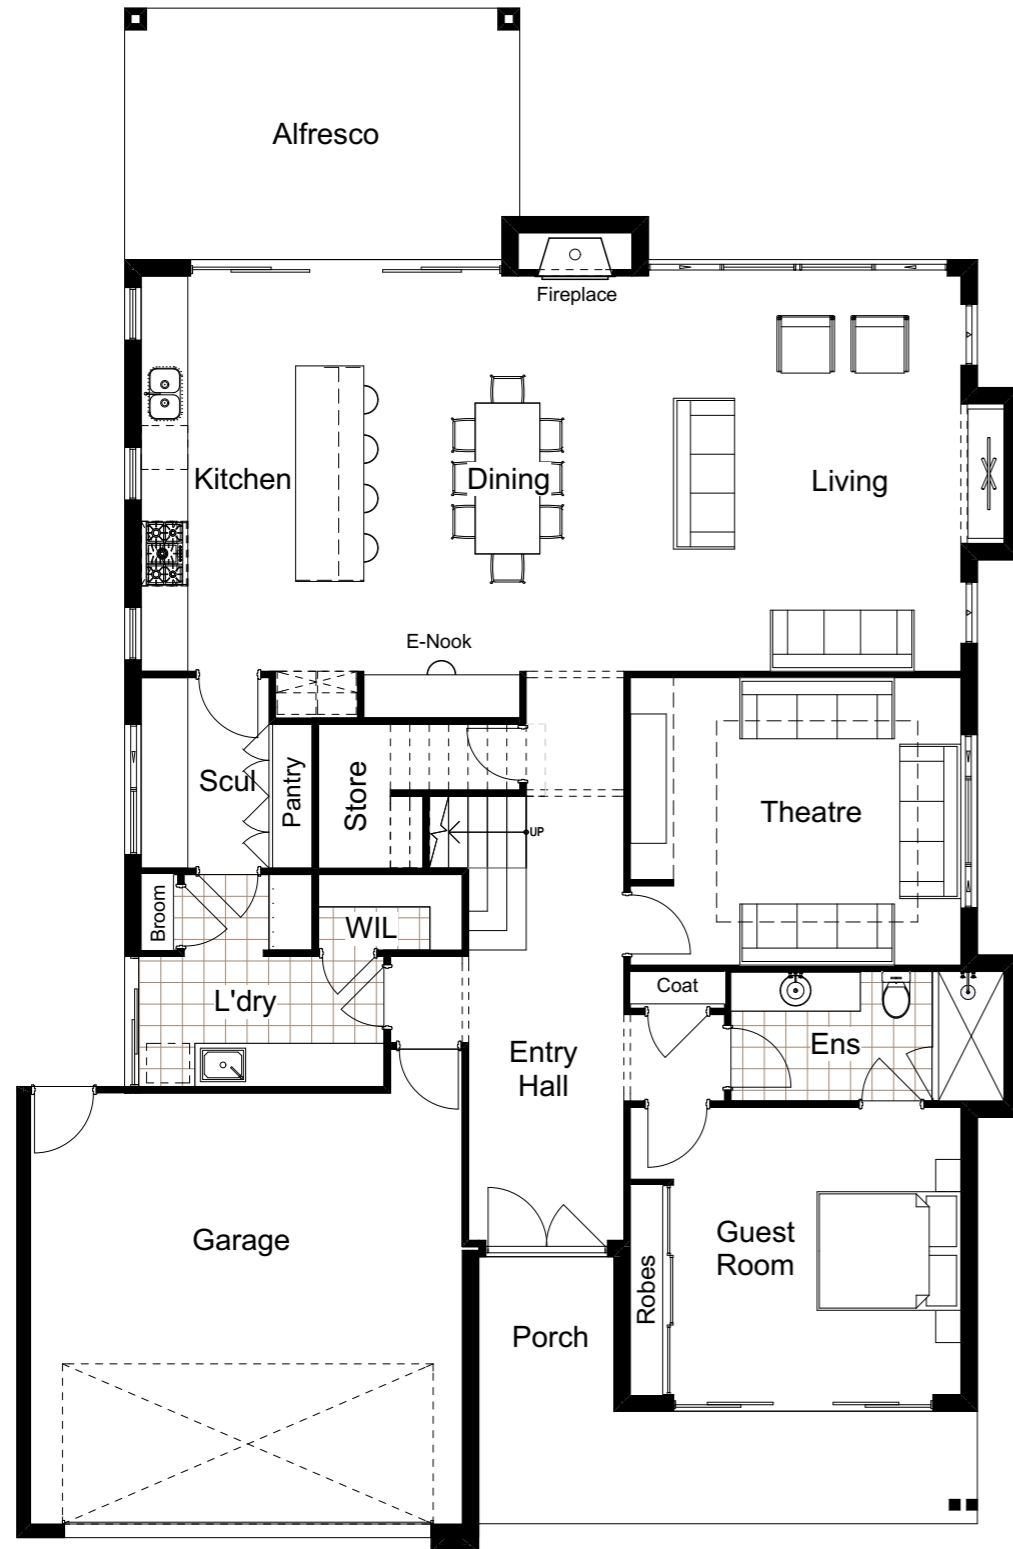 Alfresco
Fireplace
Kitchen
Dining
Living
E-Nook
Scul
Pantry
Store
UP
Theatre
Broom
WIL
L'dry
Coat
Ens
Entry
Hall
Garage
Guest
Room
Robes
Porch